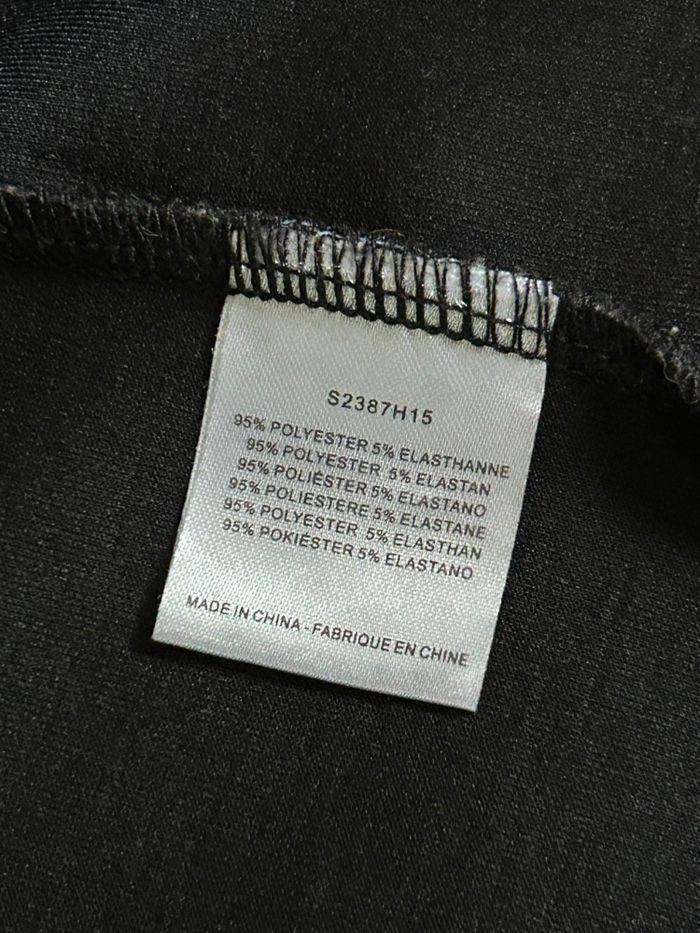 S2387H15
95% POLYESTER 5% ELASTHANNE
95% POLYESTER 5% ELASTAN
95% POLIÉSTER 5% ELASTANO
95% POLIESTERE 5% ELASTANE
95% POLYESTER 5% ELASTHAN
95% POKIÉSTER 5% ELASTANO
MADE IN CHINA - FABRIQUE EN CHINE